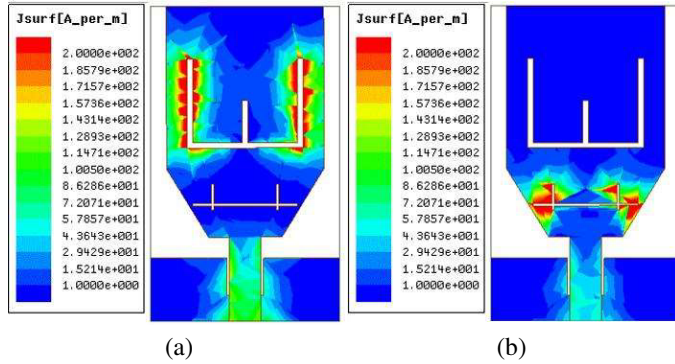 Jsurf[A_per_m]
2.0000e+002
1.8579e+002
1.7157e+002
1.5736e+002
1.4314e+002
1.2893e+002
1.1471e+002
1.0050e+002
8.6286e+001
7.2071e+001
5.7857e+001
4.3643e+001
2.9429e+001
1.5214e+001
1.0000e+000
(a)
Jsurf[A_per_m]
2.0000e+002
1.8579e+002
1.7157e+002
1.5736e+002
1.4314e+002
1.2893e+002
1.1471e+002
1.0050e+002
8.6286e+001
7.2071e+001
5.7857e+001
4.3643e+001
2.9429e+001
1.5214e+001
1.0000e+000
(b)